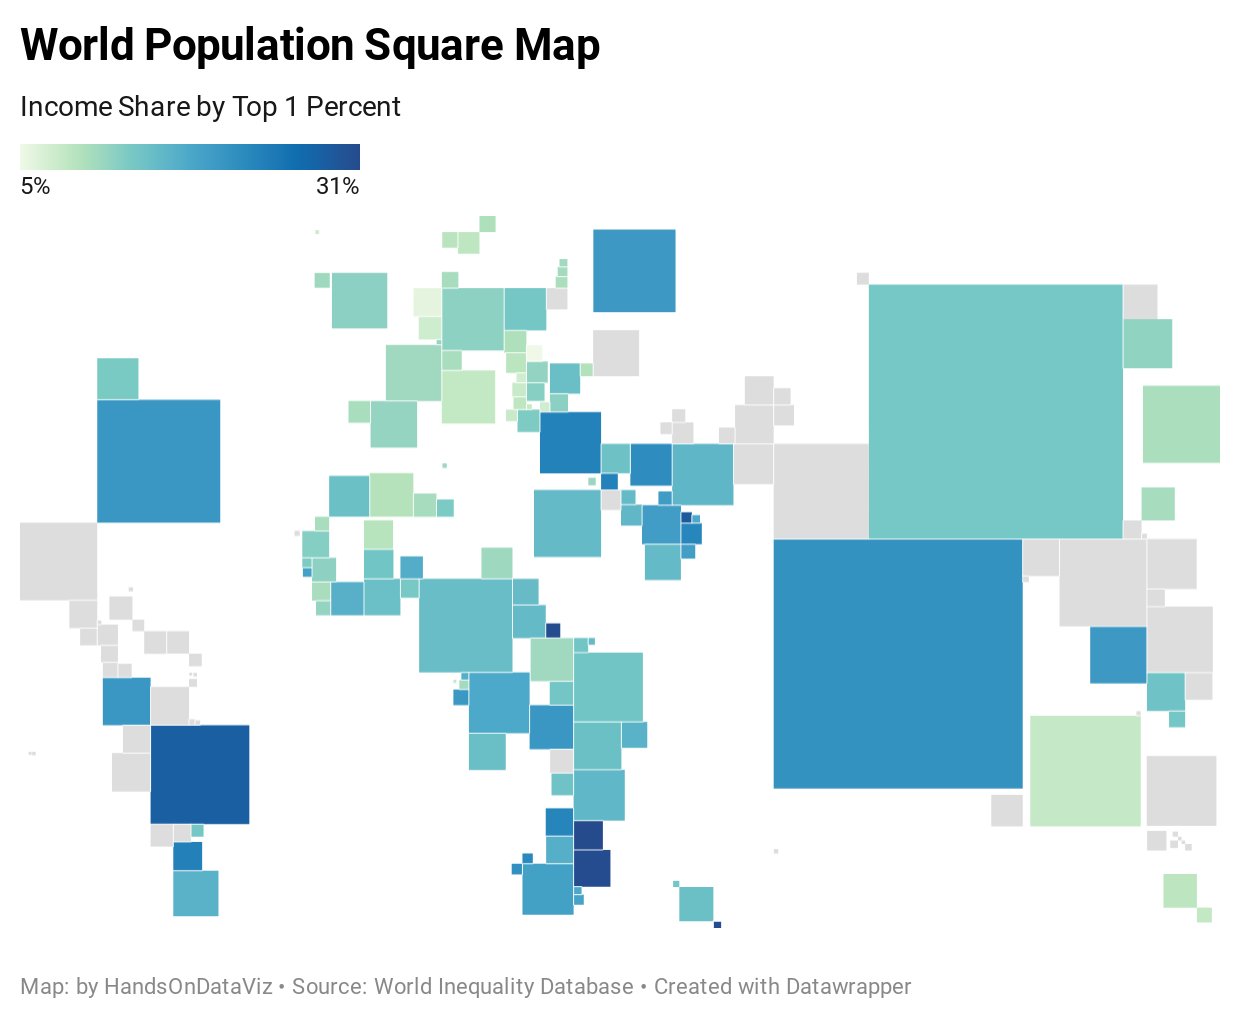 World Population Square Map
Income Share by Top 1 Percent
5% 31%
Map: by HandsOnDataViz • Source: World Inequality Database • Created with Datawrapper